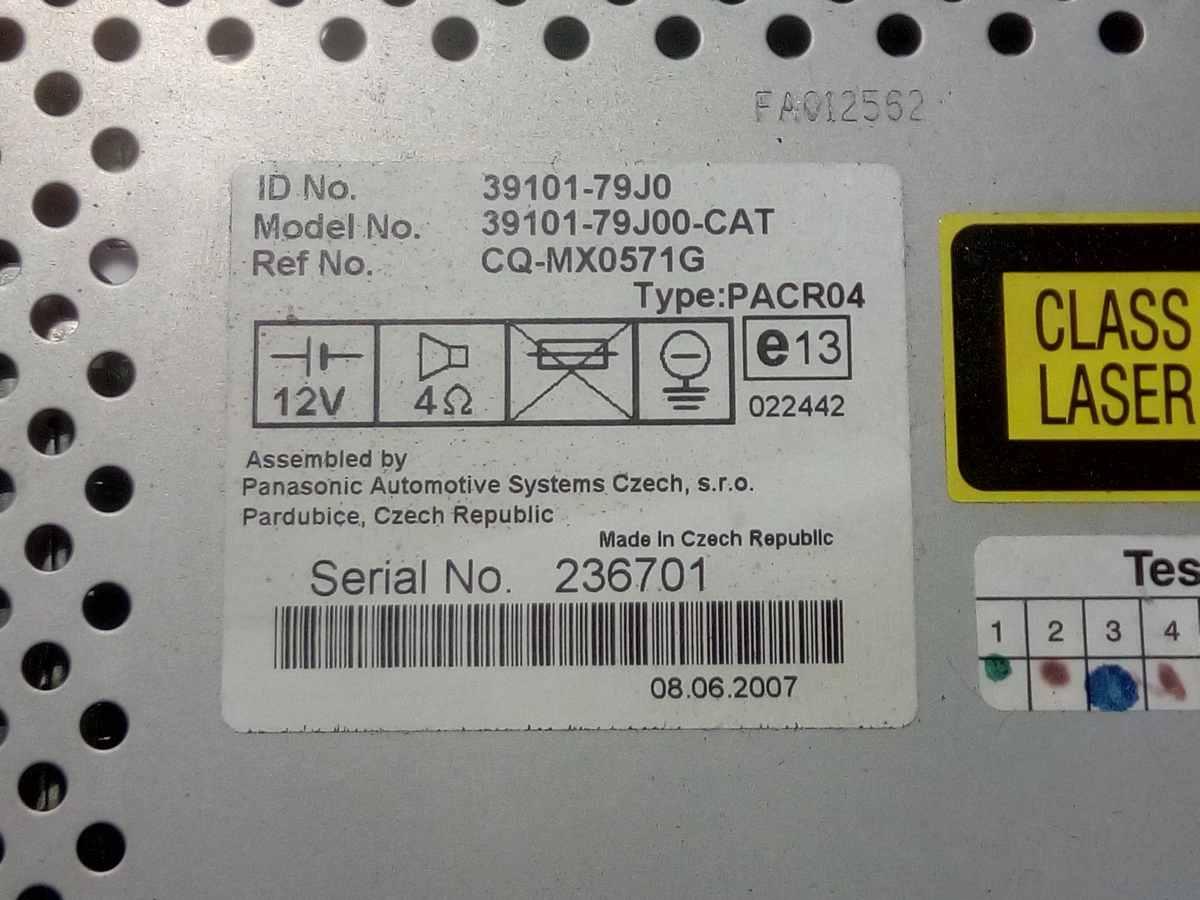 FA012562
ID No. 39101-79J0
Model No. 39101-79J00-CAT
Ref No. CQ-MX0571G
Type:PACR04
12V 4Ω e13
022442
CLASS
LASER
Assembled by
Panasonic Automotive Systems Czech, s.r.o.
Pardubice, Czech Republic
Made in Czech Republic
Serial No. 236701
08.06.2007
Tes
1 2 3 4